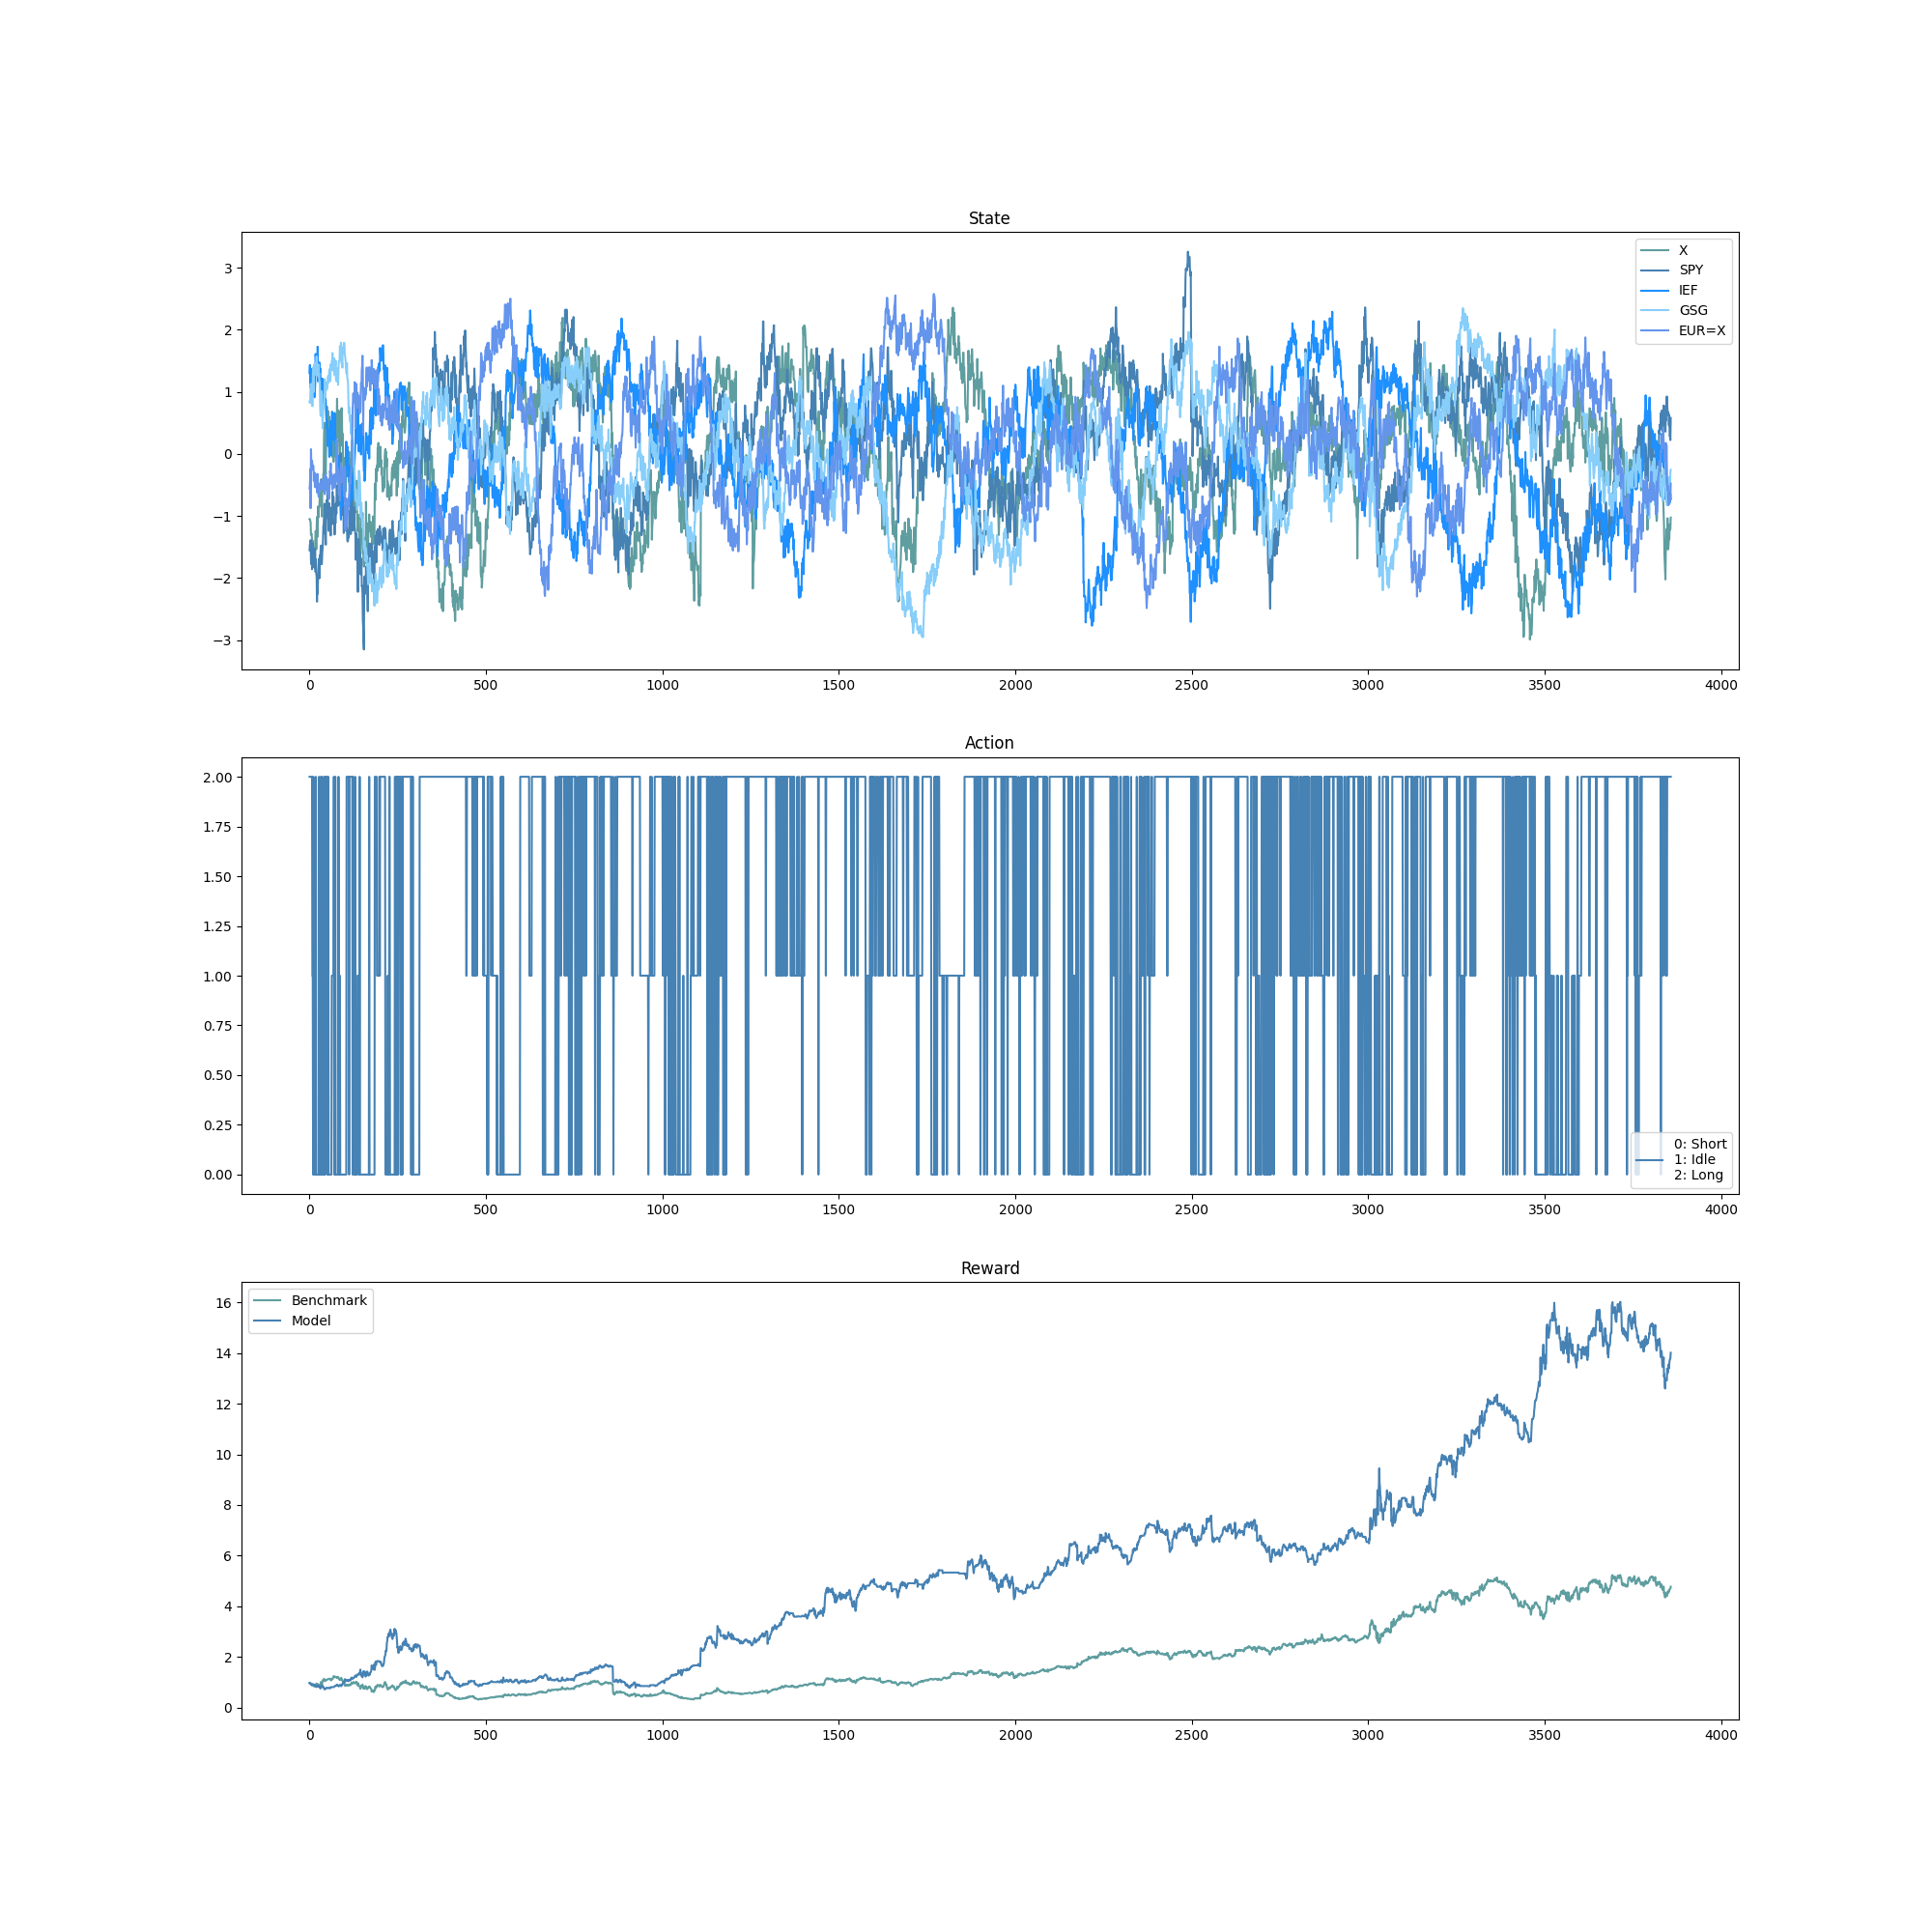 State
3
2
1
0
−1
−2
−3
X
SPY
IEF
GSG
EUR=X
0 500 1000 1500 2000 2500 3000 3500 4000
Action
2.00
1.75
1.50
1.25
1.00
0.75
0.50
0.25
0.00
0: Short
1: Idle
2: Long
0 500 1000 1500 2000 2500 3000 3500 4000
Reward
Benchmark
Model
16
14
12
10
8
6
4
2
0
0 500 1000 1500 2000 2500 3000 3500 4000